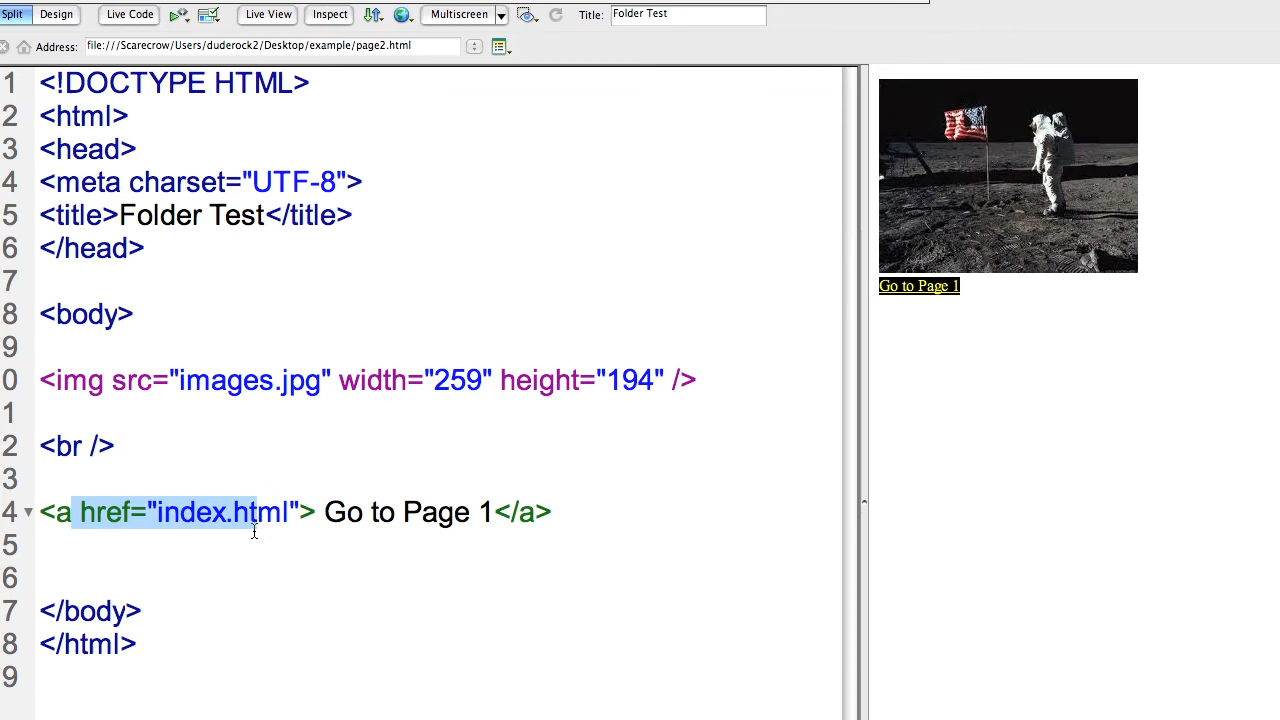 Split Design Live Code Live View Inspect Multiscreen Title: Folder Test
Address: file:///Scarecrow/Users/duderock2/Desktop/example/page2.html
1 <!DOCTYPE HTML>
2 <html>
3 <head>
4 <meta charset="UTF-8">
5 <title>Folder Test</title>
6 </head>
7
8 <body>
9
0 <img src="images.jpg" width="259" height="194" />
1
2 <br />
3
4 <a href="index.html"> Go to Page 1</a>
5
6
7 </body>
8 </html>
9
Go to Page 1